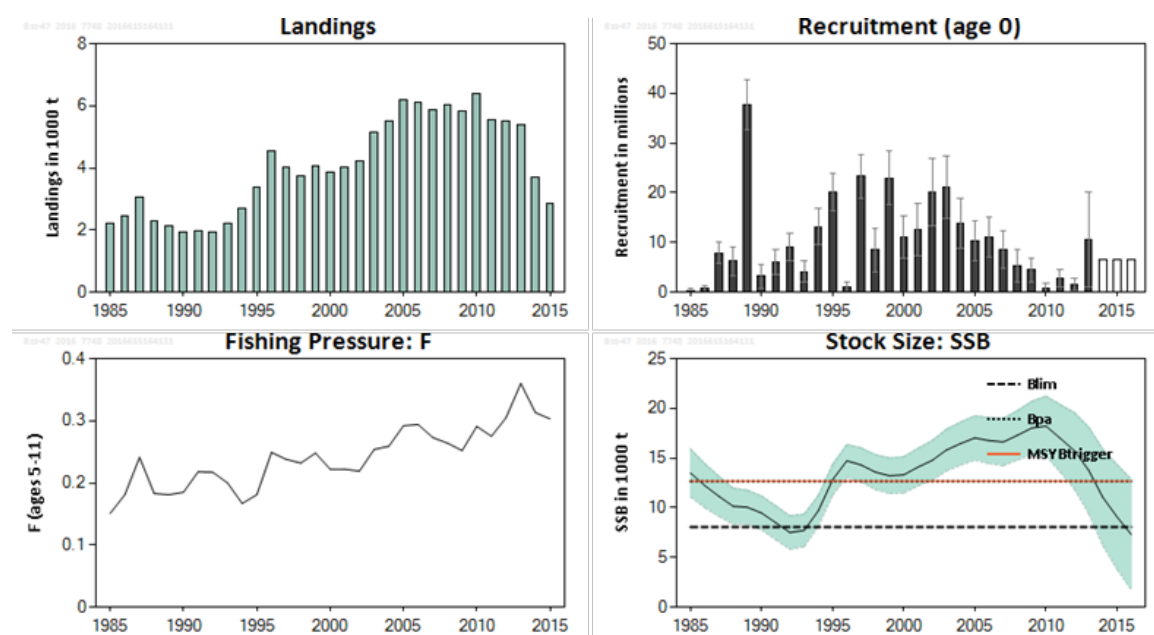 Landings
Landings in 1000 t
8
6
4
2
0
1985 1990 1995 2000 2005 2010 2015
Recruitment (age 0)
Recruitment in millions
50
40
30
20
10
0
1985 1990 1995 2000 2005 2010 2015
Fishing Pressure: F
F (ages 5-11)
0.4
0.3
0.2
0.1
0
1985 1990 1995 2000 2005 2010 2015
Stock Size: SSB
SSB in 1000 t
25
20
15
10
5
0
Blim
Bpa
MSYBtrigger
1985 1990 1995 2000 2005 2010 2015